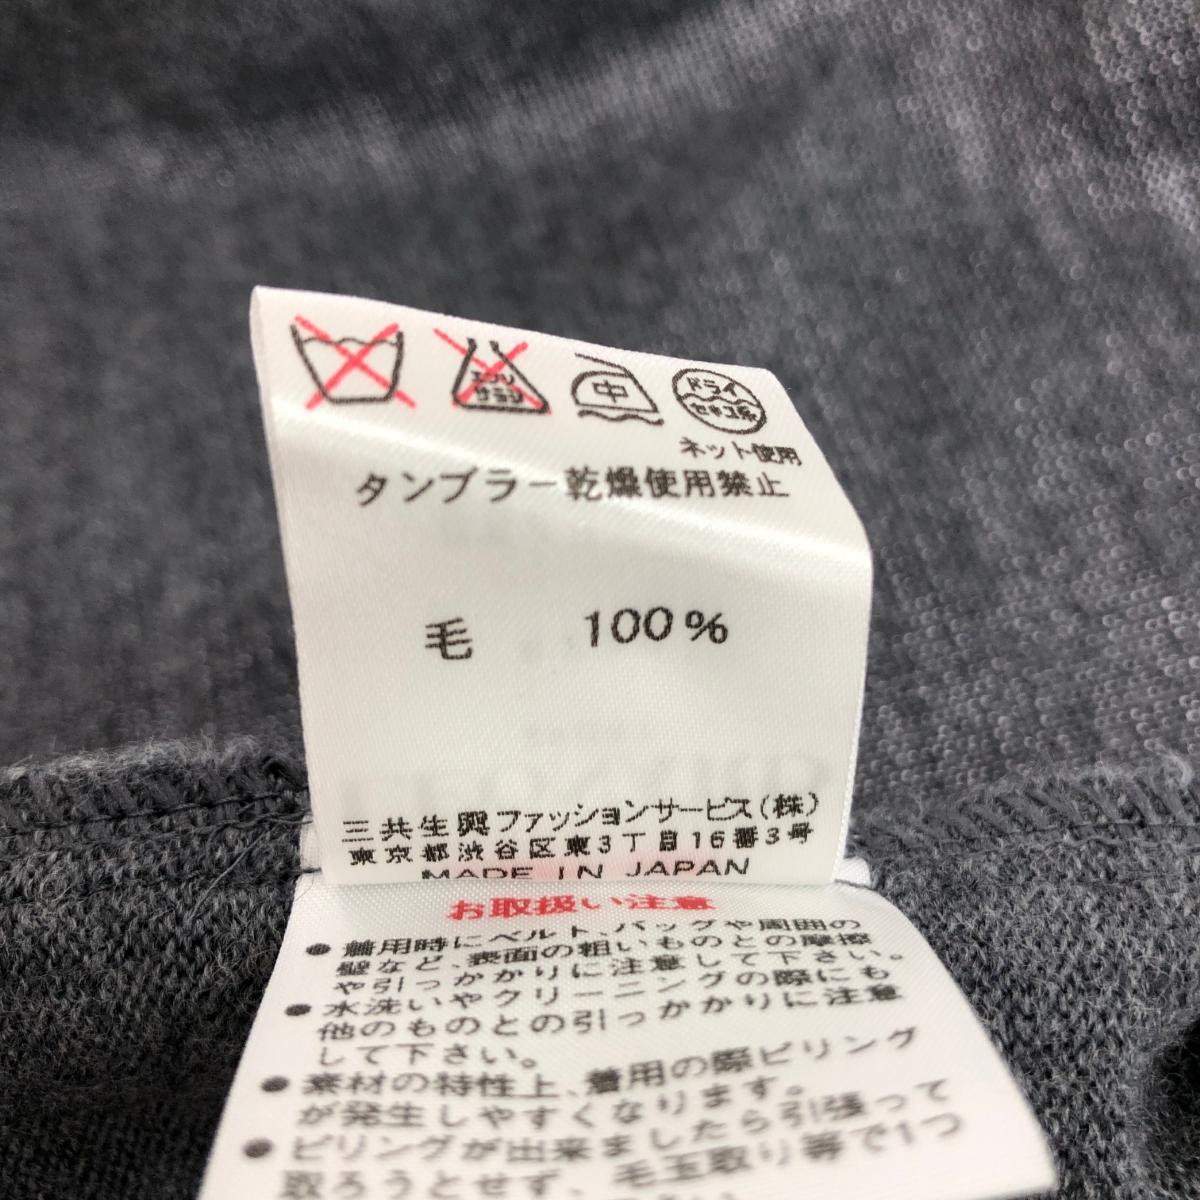 エンソ
サラシ
中
ドライ
セキユ系
ネット使用
タンブラー乾燥使用禁止
毛 100%
三共生興ファッションサービス(株)
東京都渋谷区東3丁目16番3号
MADE IN JAPAN
お取扱い注意
● 着用時にベルト、バッグや周囲の
壁など、表面の粗いものとの摩擦
や引っかかりに注意して下さい。
● 水洗いやクリーニングの際にも
他のものとの引っかかりに注意
して下さい。
● 素材の特性上、着用の際ピリング
が発生しやすくなります。
● ピリングが出来ましたら引張って
取ろうとせず、毛玉取り等で1つ